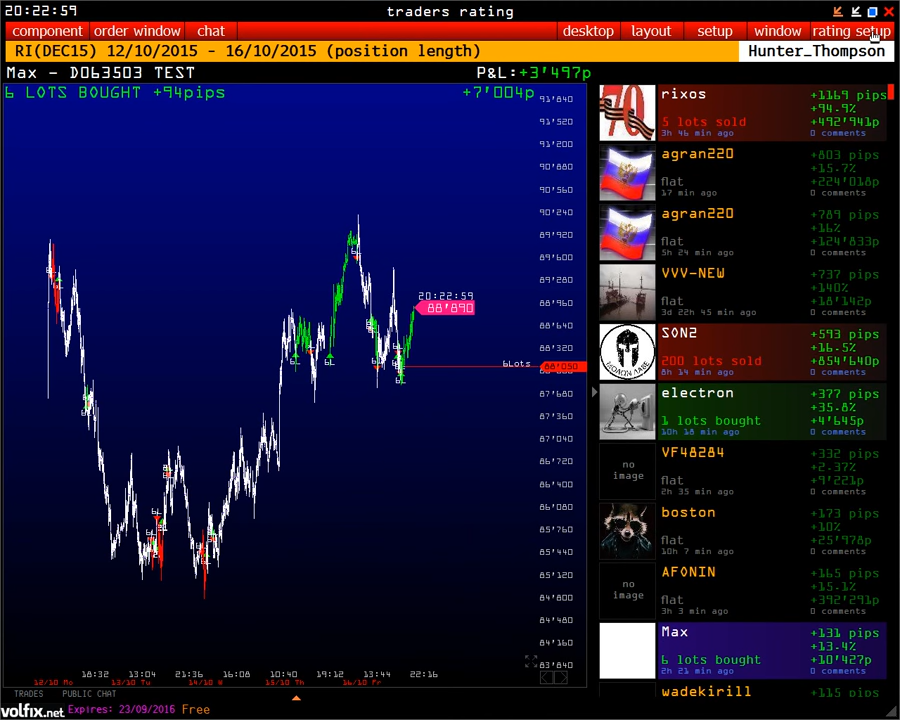 20:22:59 traders rating
component order window chat desktop layout setup window rating setup
RI(DEC15) 12/10/2015 - 16/10/2015 (position length) Hunter_Thompson
Max - D063503 TEST P&L:+3'497p
6 LOTS BOUGHT +94pips +7'004p
91'840
91'520
91'200
90'880
90'560
90'240
89'920
89'600
89'280
88'960
88'640
88'320
87'680
87'360
87'040
86'720
86'400
86'080
85'760
85'440
85'120
84'800
84'480
84'160
83'840
20:22:59
88'890
6Lots 88'050
18:32 13:04 21:36 16:08 10:40 19:12 13:44 22:16
12/10 Mo 13/10 Tu 14/10 W 15/10 Th 16/10 Fr
rixos +1169 pips
+94.9%
5 lots sold +492'941p
3h 46 min ago 0 comments
agran220 +803 pips
+15.7%
flat +224'018p
17 min ago 0 comments
agran220 +789 pips
+16%
flat +124'833p
5h 24 min ago 0 comments
VVV-NEW +737 pips
+140%
flat +18'142p
3d 22h 45 min ago 0 comments
SON2 +593 pips
+16.5%
200 lots sold +854'640p
8h 14 min ago 0 comments
ΜΟΛΩΝ ΛΑΒΕ
electron +377 pips
+35.8%
1 lots bought +4'645p
10h 18 min ago 0 comments
VF48284 +332 pips
+2.37%
no image
flat +9'221p
2h 35 min ago 0 comments
boston +173 pips
+10%
flat +25'978p
10h 7 min ago 0 comments
AFONIN +165 pips
+15.1%
no image
flat +392'291p
3h 3 min ago 0 comments
Max +131 pips
+13.4%
6 lots bought +10'427p
2h 21 min ago 0 comments
wadekirill +115 pips
TRADES PUBLIC CHAT
volfix.net Expires: 23/09/2016 Free